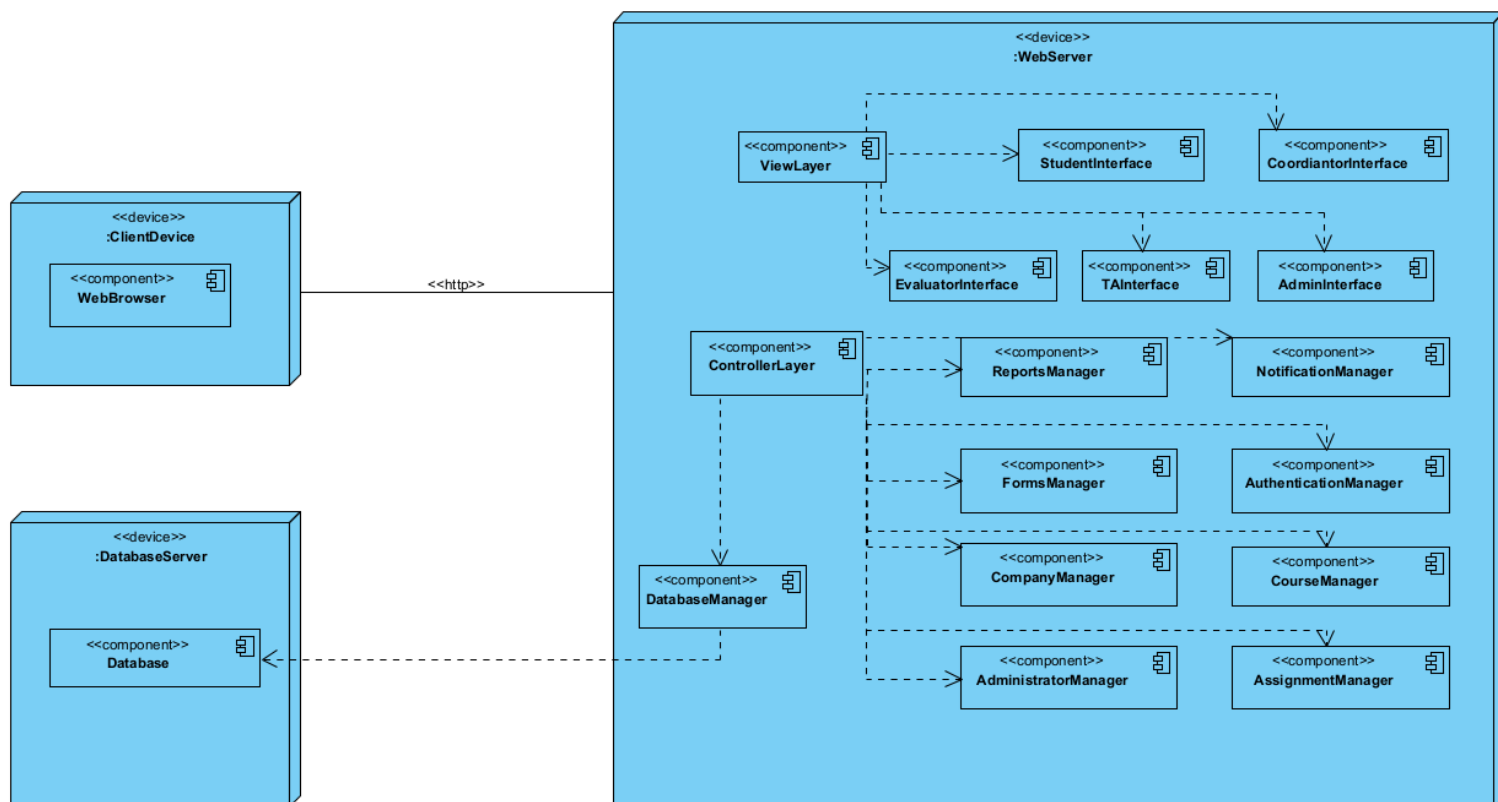 <<device>>
:WebServer
<<component>>
ViewLayer
<<component>>
StudentInterface
<<component>>
CoordiantorInterface
<<device>>
:ClientDevice
<<component>>
WebBrowser
<<http>>
<<component>>
EvaluatorInterface
<<component>>
TAInterface
<<component>>
AdminInterface
<<component>>
ControllerLayer
<<component>>
ReportsManager
<<component>>
NotificationManager
<<component>>
FormsManager
<<component>>
AuthenticationManager
<<device>>
:DatabaseServer
<<component>>
DatabaseManager
<<component>>
CompanyManager
<<component>>
CourseManager
<<component>>
Database
<<component>>
AdministratorManager
<<component>>
AssignmentManager